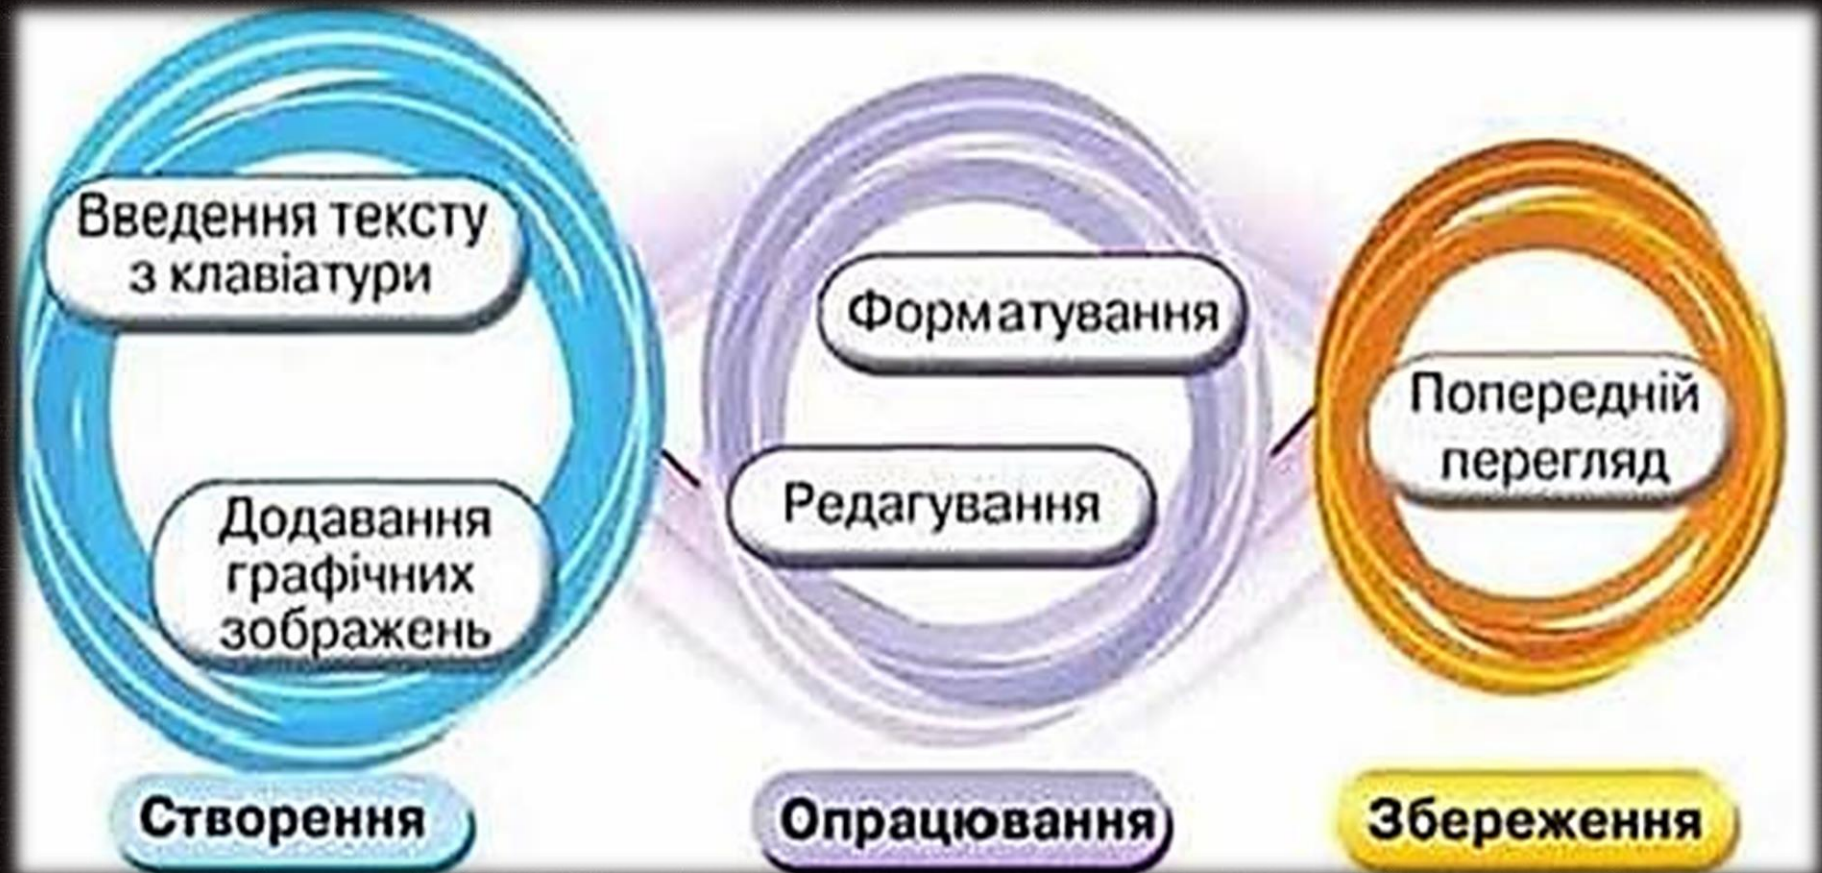 Введення тексту
з клавіатури
Додавання
графічних
зображень
Створення
Форматування
Редагування
Опрацювання
Попередній
перегляд
Збереження